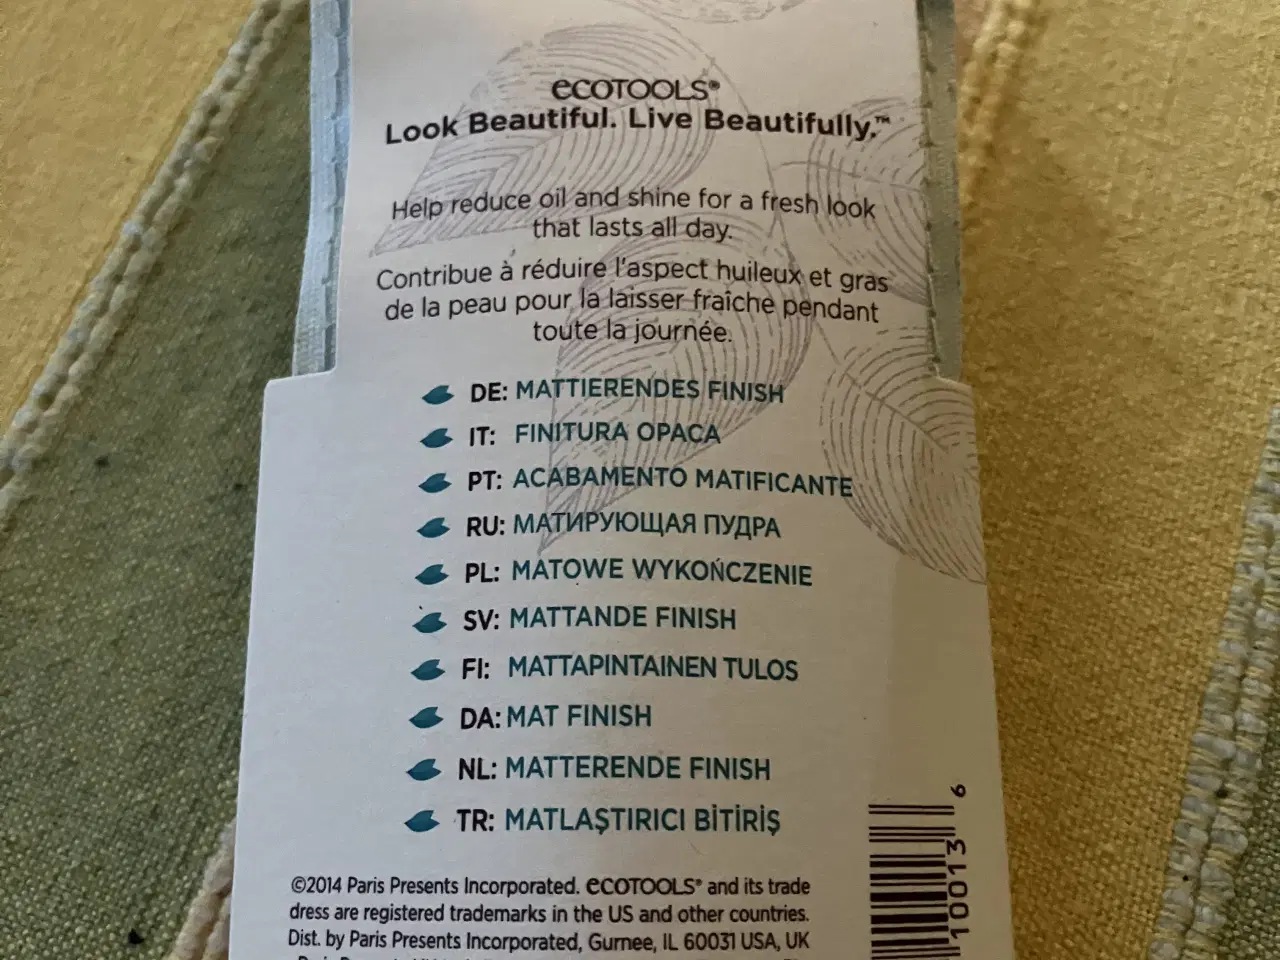 ecoTOOLS®
Look Beautiful. Live Beautifully.™
Help reduce oil and shine for a fresh look
that lasts all day.
Contribue à réduire l'aspect huileux et gras
de la peau pour la laisser fraîche pendant
toute la journée.
DE: MATTIERENDES FINISH
IT: FINITURA OPACA
PT: ACABAMENTO MATIFICANTE
RU: МАТИРУЮЩАЯ ПУДРА
PL: MATOWE WYKOŃCZENIE
SV: MATTANDE FINISH
FI: MATTAPINTAINEN TULOS
DA: MAT FINISH
NL: MATTERENDE FINISH
TR: MATLAŞTIRICI BİTİRİŞ
©2014 Paris Presents Incorporated. ecoTOOLS® and its trade
dress are registered trademarks in the US and other countries.
Dist. by Paris Presents Incorporated, Gurnee, IL 60031 USA, UK
10013 6